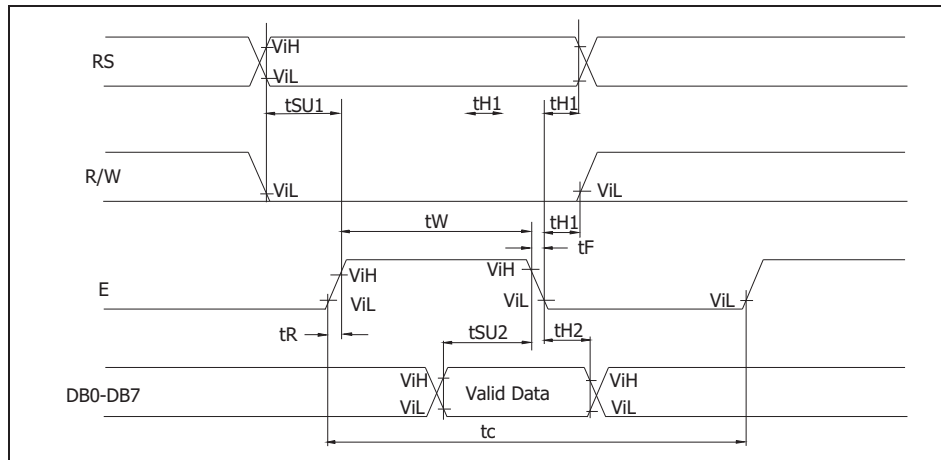 RS
ViH
ViL
tSU1
tH1
tH1
R/W
ViL
ViL
tW
tH1
tF
E
ViH
ViH
ViL
ViL
ViL
tR
tSU2
tH2
DB0-DB7
ViH
ViL
Valid Data
ViH
ViL
tc